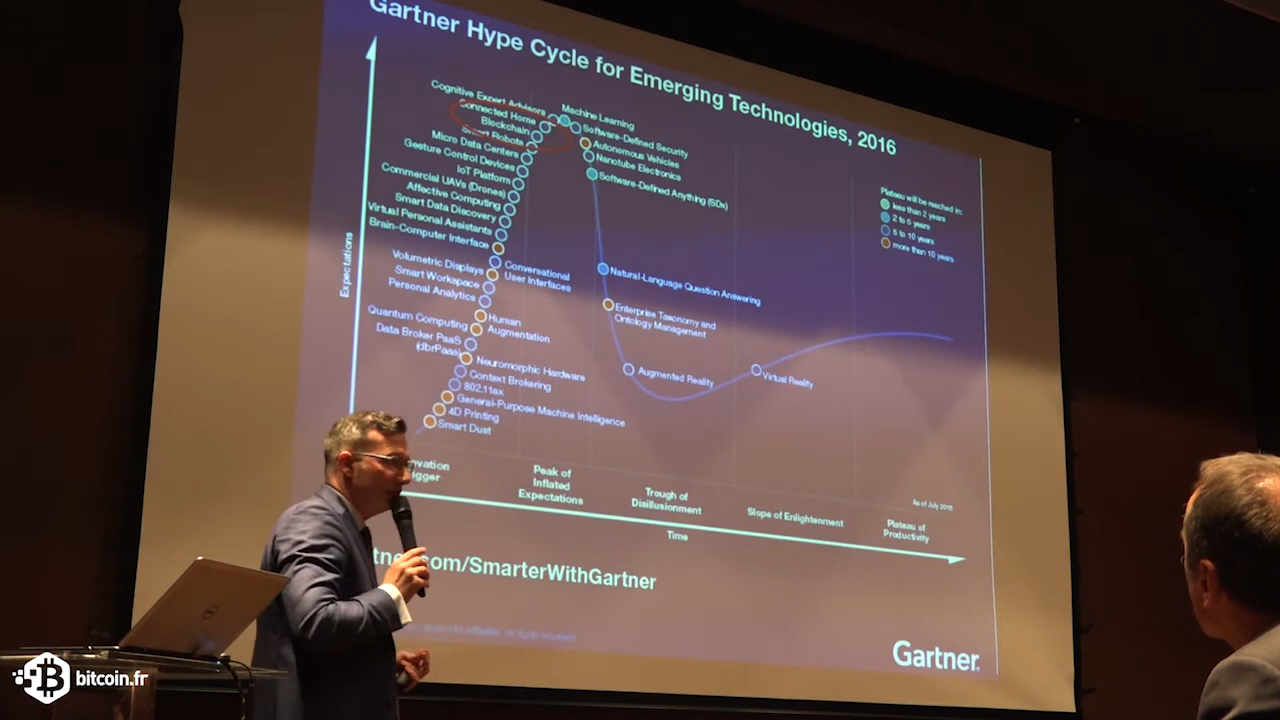 Gartner Hype Cycle for Emerging Technologies, 2016
Cognitive Expert Advisors
Connected Home
Blockchain
Smart Robots
Micro Data Centers
Gesture Control Devices
IoT Platform
Commercial UAVs (Drones)
Affective Computing
Smart Data Discovery
Virtual Personal Assistants
Brain-Computer Interface
Volumetric Displays
Smart Workspace
Personal Analytics
Quantum Computing
Data Broker PaaS
(dbrPaaS)
Machine Learning
Software-Defined Security
Autonomous Vehicles
Nanotube Electronics
Software-Defined Anything (SDx)
Conversational
User Interfaces
Human
Augmentation
Neuromorphic Hardware
Context Brokering
802.11ax
General-Purpose Machine Intelligence
4D Printing
Smart Dust
Natural-Language Question Answering
Enterprise Taxonomy and
Ontology Management
Augmented Reality
Virtual Reality
Plateau will be reached in:
less than 2 years
2 to 5 years
5 to 10 years
more than 10 years
Expectations
ovation
igger
Peak of
Inflated
Expectations
Trough of
Disillusionment
Slope of Enlightenment
Plateau of
Productivity
As of July 2016
Time
tner.com/SmarterWithGartner
Gartner.
bitcoin.fr